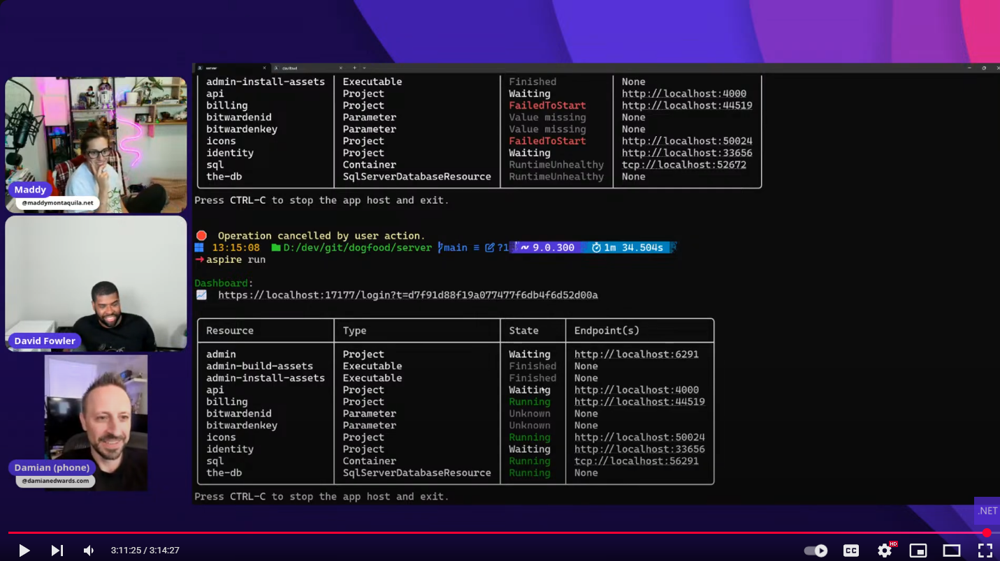 server
Maddy
@maddymontaquila.net
David Fowler
Damian (phone)
@damianedwards.com
admin-install-assets Executable Finished None
api Project Waiting http://localhost:4000
billing Project FailedToStart http://localhost:44519
bitwardenid Parameter Value missing None
bitwardenkey Parameter Value missing None
icons Project FailedToStart http://localhost:50024
identity Project Waiting http://localhost:33656
sql Container RuntimeUnhealthy tcp://localhost:52672
the-db SqlServerDatabaseResource RuntimeUnhealthy None
Press CTRL-C to stop the app host and exit.
Operation cancelled by user action.
13:15:08 D:/dev/git/dogfood/server main ≡ ?1 9.0.300 1m 34.504s
→aspire run
Dashboard:
https://localhost:17177/login?t=d7f91d88f19a077477f6db4f6d52d00a
Resource Type State Endpoint(s)
admin Project Waiting http://localhost:6291
admin-build-assets Executable Finished None
admin-install-assets Executable Finished None
api Project Waiting http://localhost:4000
billing Project Running http://localhost:44519
bitwardenid Parameter Unknown None
bitwardenkey Parameter Unknown None
icons Project Running http://localhost:50024
identity Project Waiting http://localhost:33656
sql Container Running tcp://localhost:56291
the-db SqlServerDatabaseResource Running None
Press CTRL-C to stop the app host and exit.
.NET
3:11:25 / 3:14:27
CC
HD